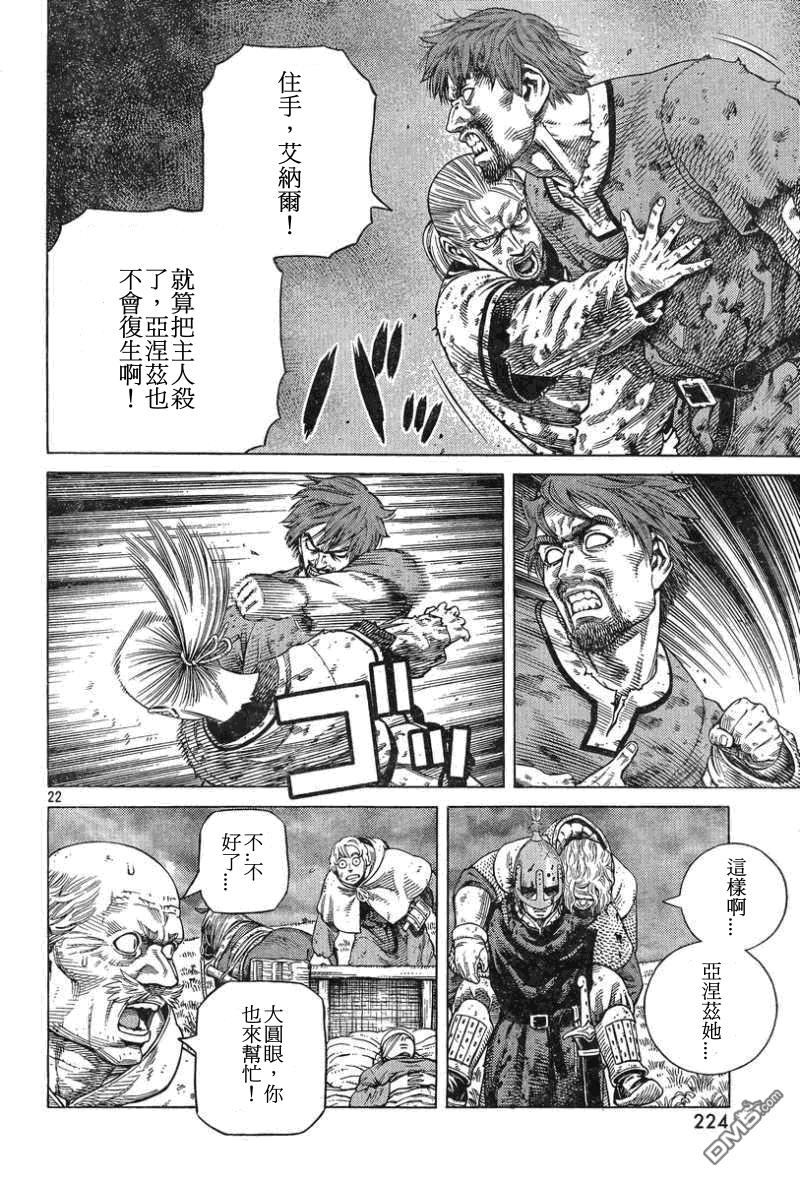 住手，艾納爾！
就算把主人殺
了，亞涅茲也
不會復生啊！
バッ
ゴッ
22
這樣啊……
亞涅茲她……
不…不
好了……
大圓眼，你
也來幫忙！
224
DM5.com